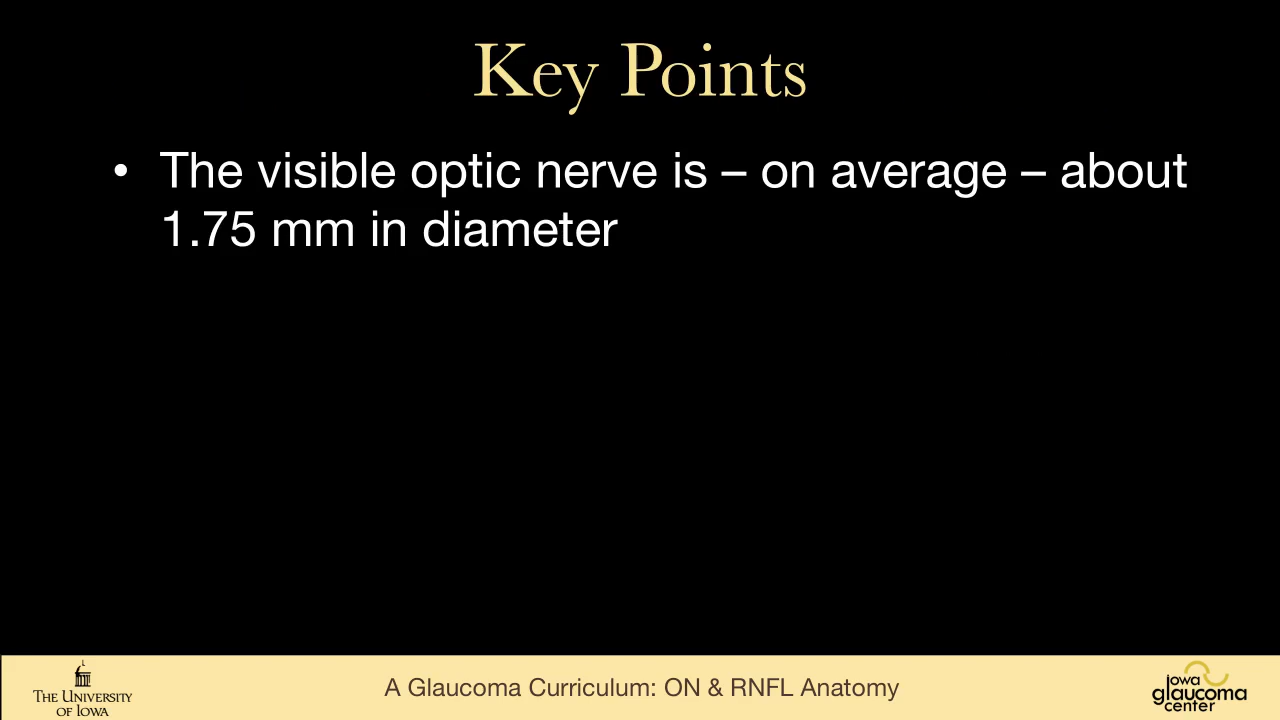 Key Points
• The visible optic nerve is – on average – about
1.75 mm in diameter
THE UNIVERSITY
OF IOWA
A Glaucoma Curriculum: ON & RNFL Anatomy
iowa
glaucoma
center